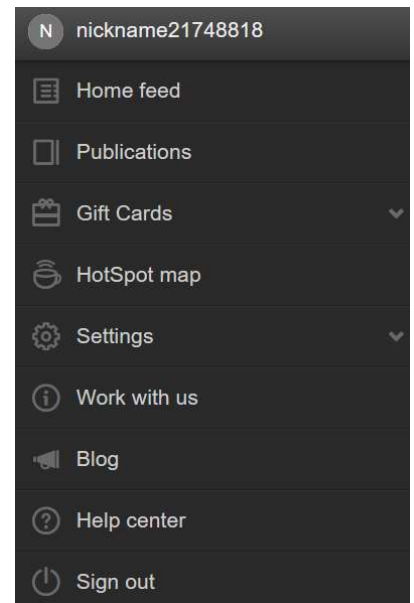 N nickname21748818
Home feed
Publications
Gift Cards
HotSpot map
Settings
Work with us
Blog
Help center
Sign out